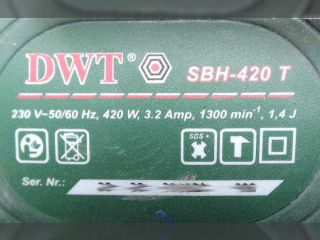 DWT® SBH-420 T
230 V~50/60 Hz, 420 W, 3.2 Amp, 1300 min⁻¹, 1,4 J
SDS+
Ser. Nr.: